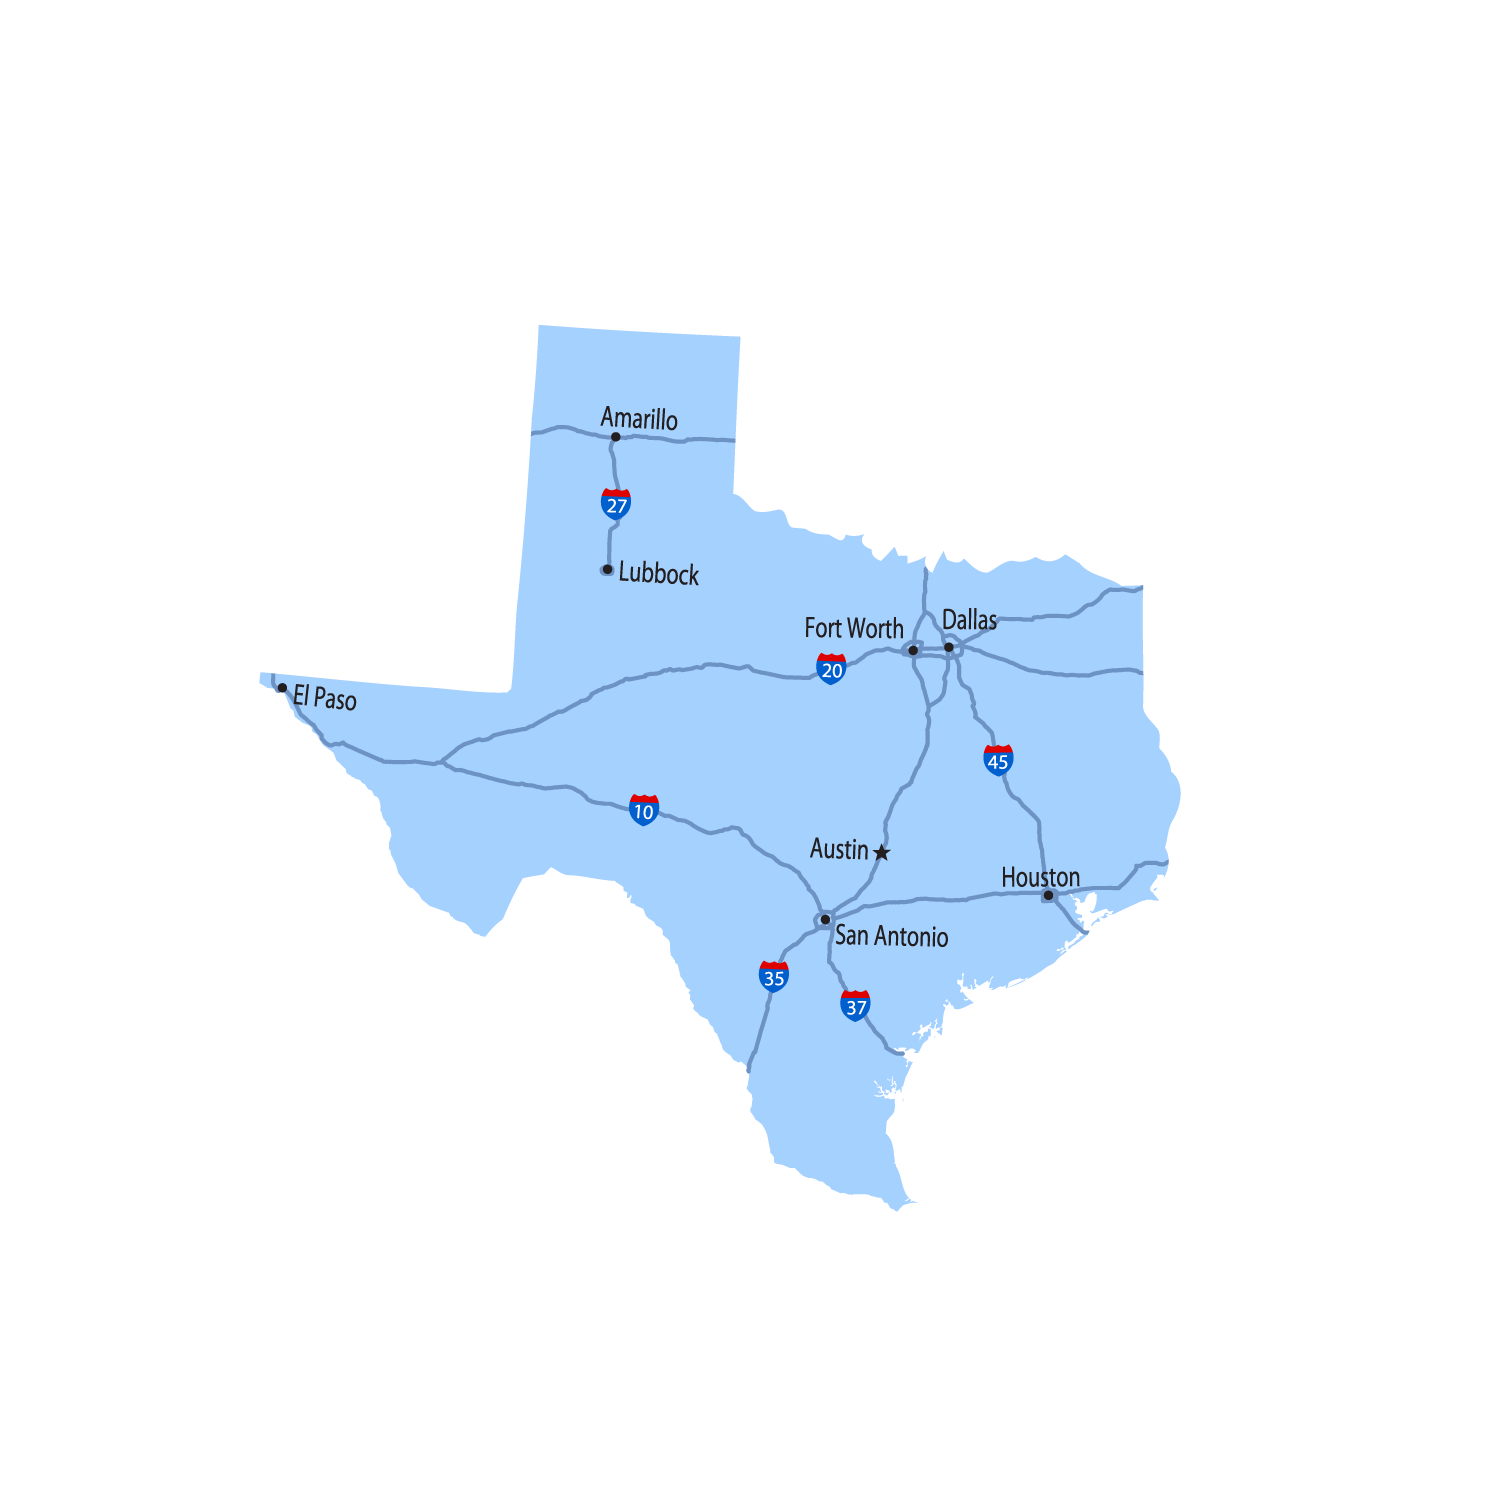 Amarillo
27
Lubbock
Fort Worth
Dallas
20
El Paso
45
10
Austin
Houston
San Antonio
35
37